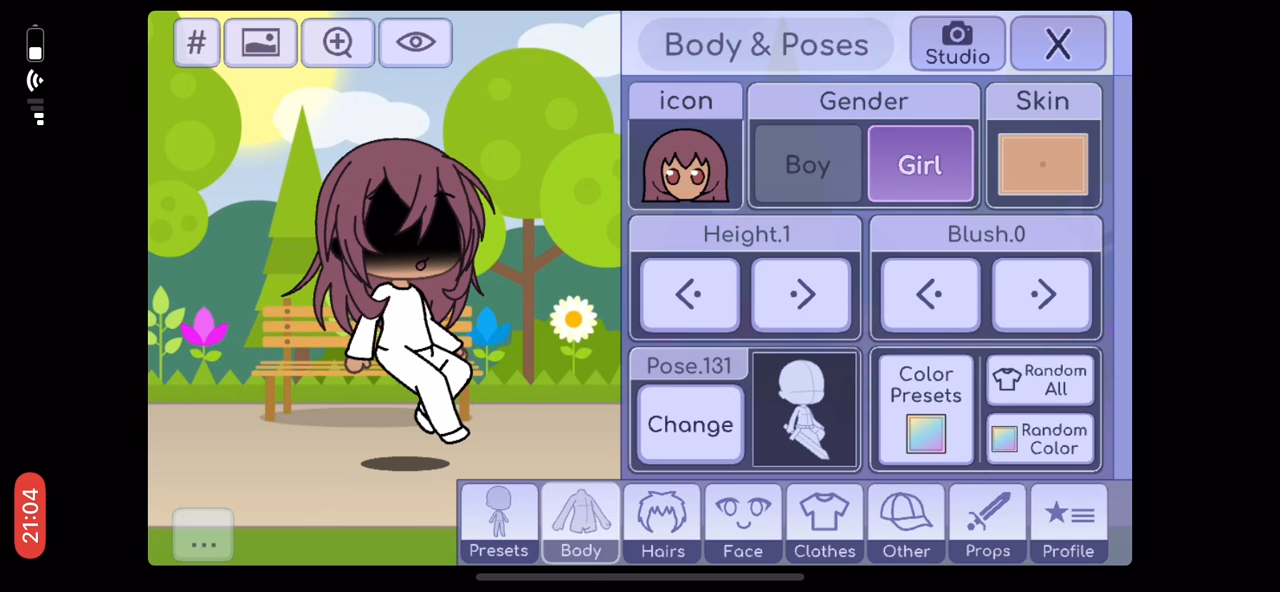 #
Body & Poses
Studio
X
icon
Gender
Skin
Boy
Girl
Height.1
Blush.0
Pose.131
Change
Color
Presets
Random
All
Random
Color
21:04
...
Presets
Body
Hairs
Face
Clothes
Other
Props
Profile